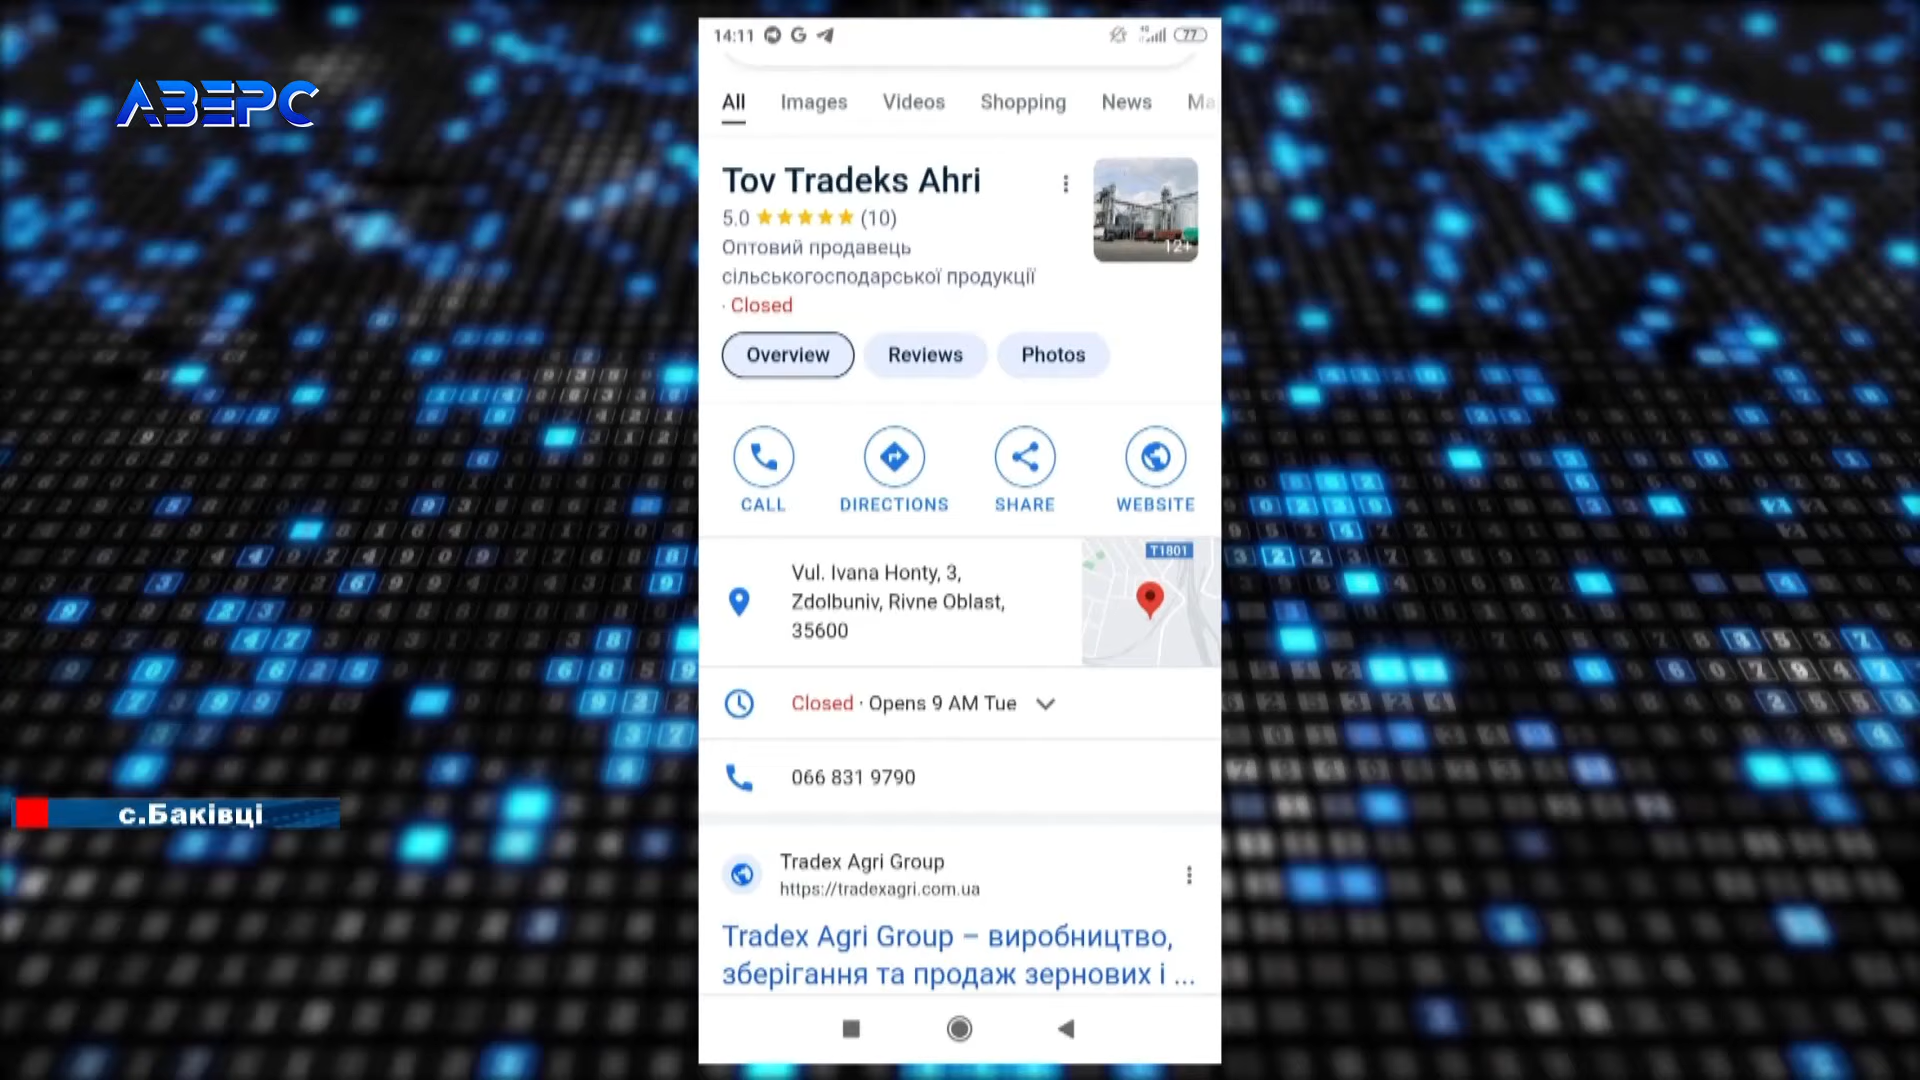 АВЕРС
14:11
4G
77
All Images Videos Shopping News Ma
Tov Tradeks Ahri
5.0 (10)
Оптовий продавець
сільськогосподарської продукції
· Closed
12+
Overview Reviews Photos
CALL DIRECTIONS SHARE WEBSITE
T1801
Vul. Ivana Honty, 3,
Zdolbuniv, Rivne Oblast,
35600
Closed · Opens 9 AM Tue
066 831 9790
с.Баківці
Tradex Agri Group
https://tradexagri.com.ua
Tradex Agri Group – виробництво,
зберігання та продаж зернових і ...